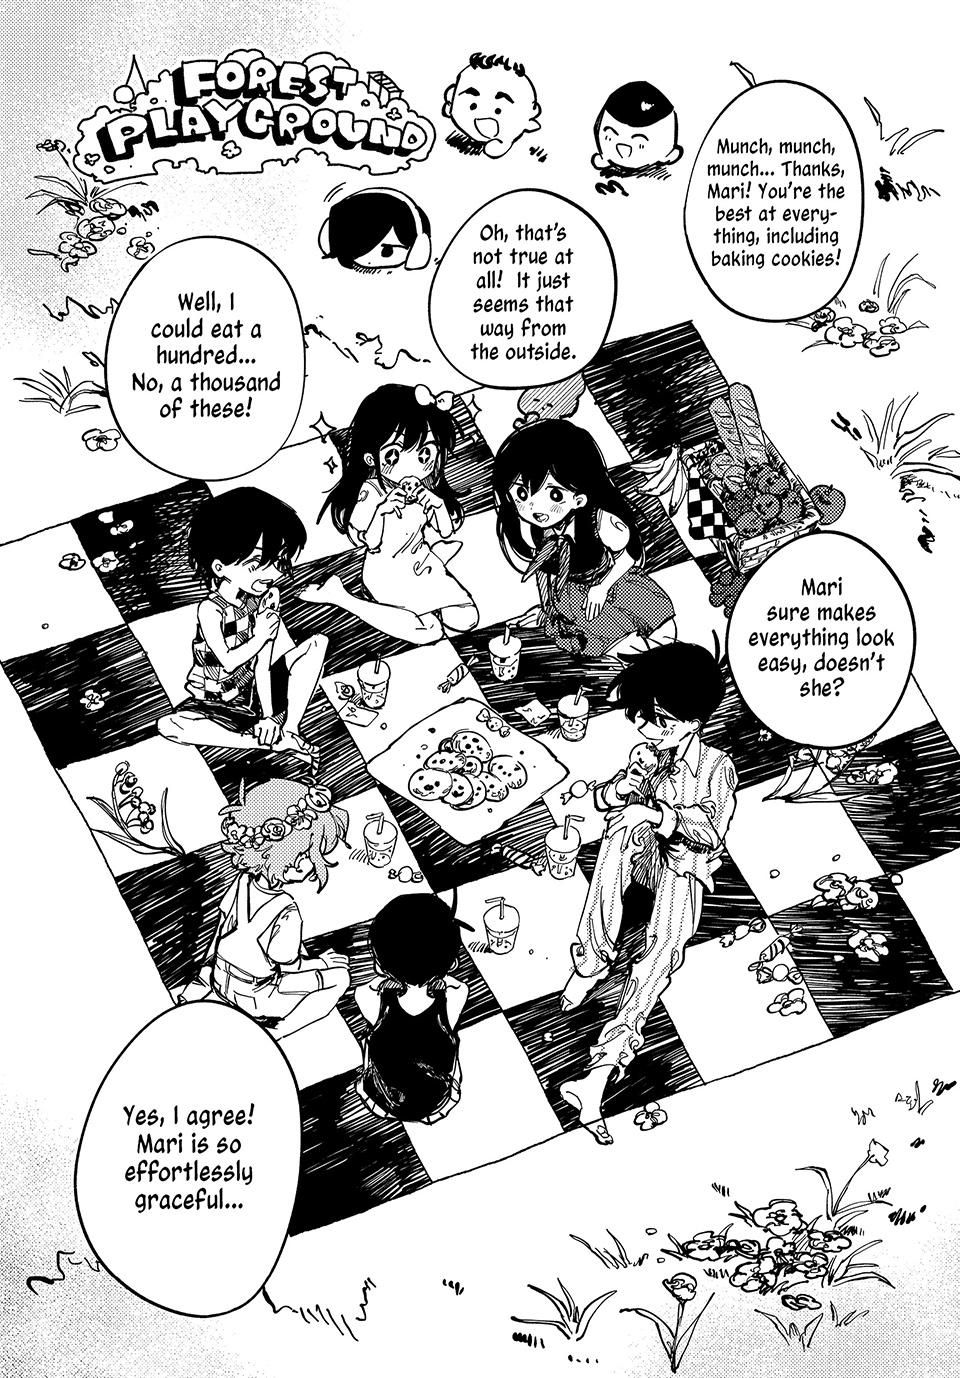 FOREST
PLAYGROUND
Munch, munch,
munch... Thanks,
Mari! You're the
best at every-
thing, including
baking cookies!
Oh, that's
not true at
all! It just
seems that
way from
the outside.
Well, I
could eat a
hundred...
No, a thousand
of these!
Mari
sure makes
everything look
easy, doesn't
she?
Yes, I agree!
Mari is so
effortlessly
graceful...